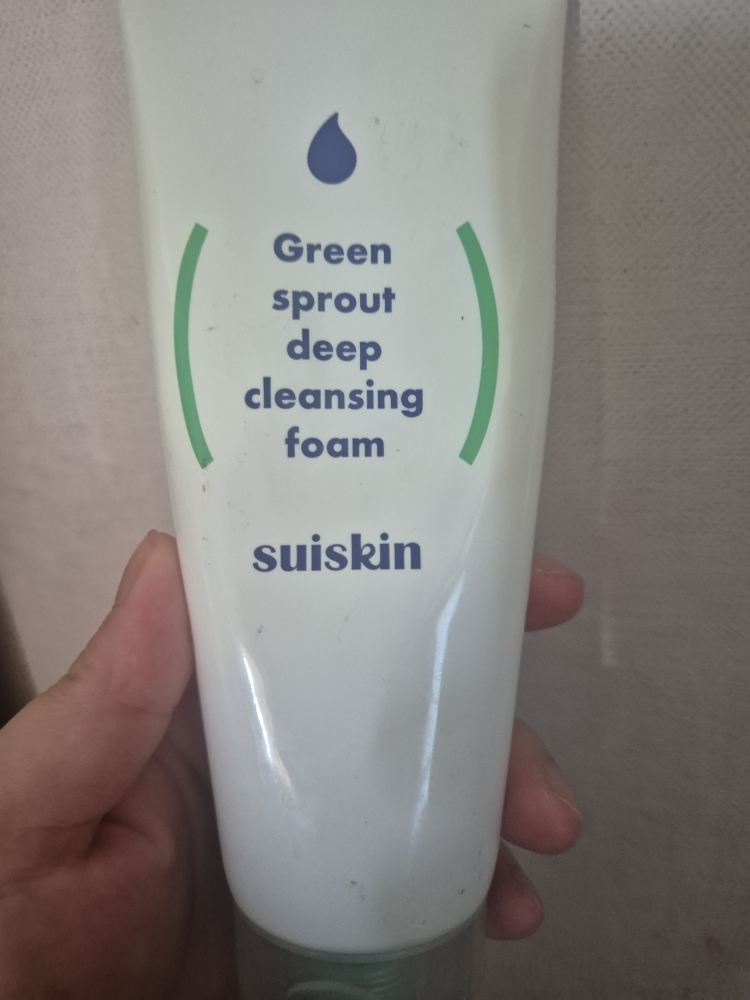 Green
sprout
deep
cleansing
foam
suiskin